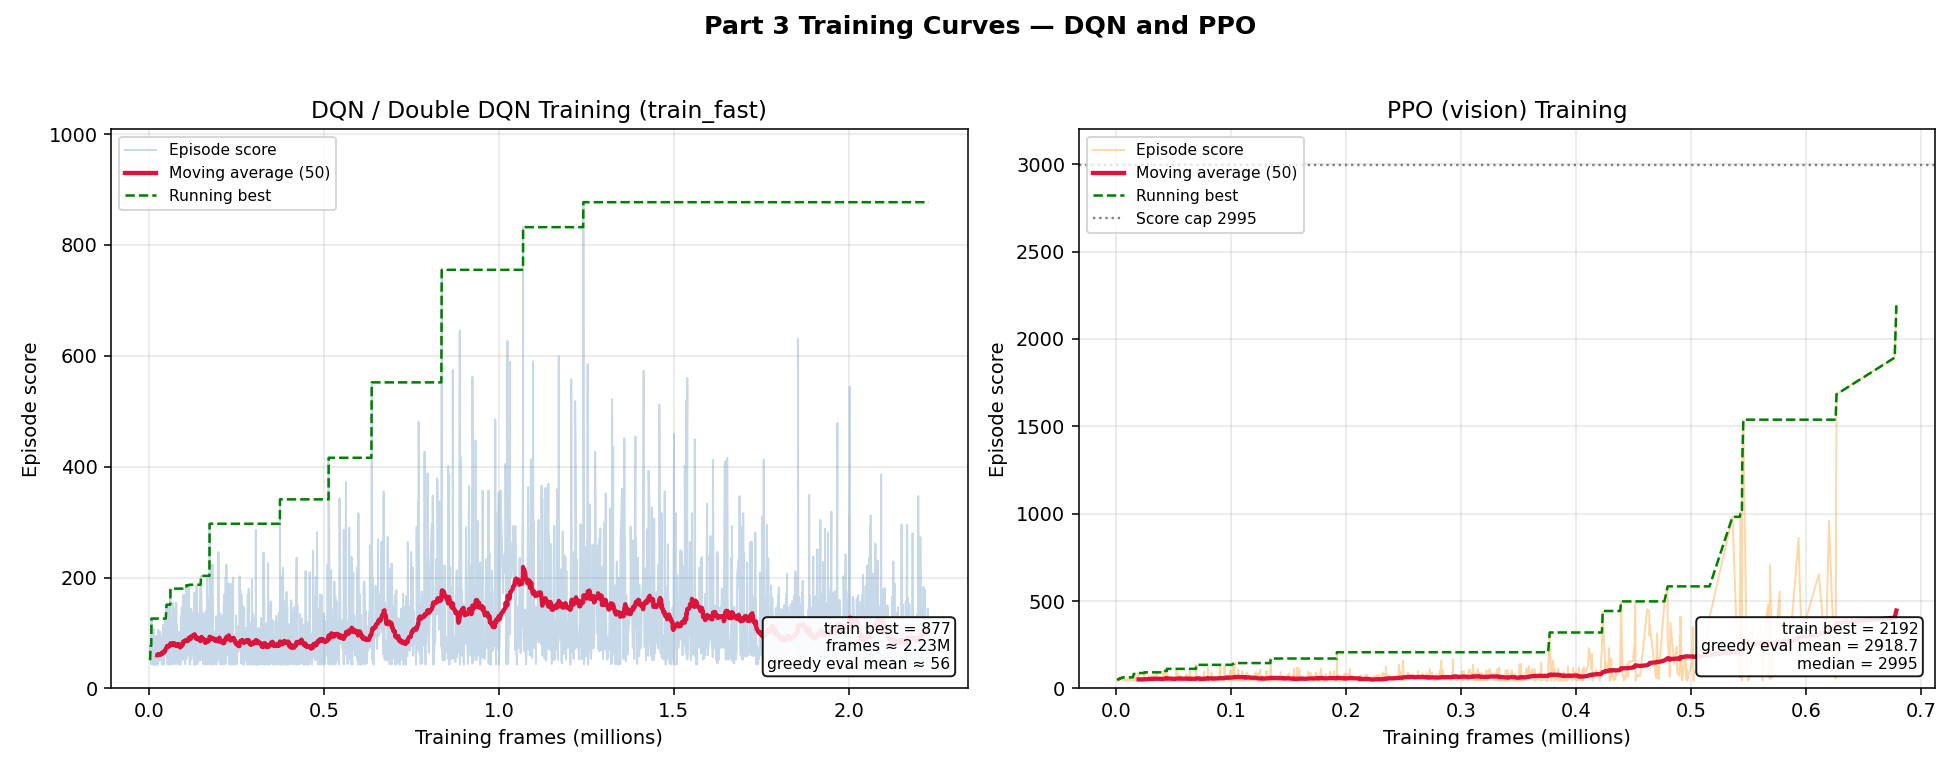 Part 3 Training Curves — DQN and PPO
DQN / Double DQN Training (train_fast)
Episode score
Moving average (50)
Running best
1000
800
600
400
200
0
Episode score
0.0
0.5
1.0
1.5
2.0
Training frames (millions)
train best = 877
frames ≈ 2.23M
greedy eval mean ≈ 56
PPO (vision) Training
Episode score
Moving average (50)
Running best
Score cap 2995
3000
2500
2000
1500
1000
500
0
Episode score
0.0
0.1
0.2
0.3
0.4
0.5
0.6
0.7
Training frames (millions)
train best = 2192
greedy eval mean = 2918.7
median = 2995